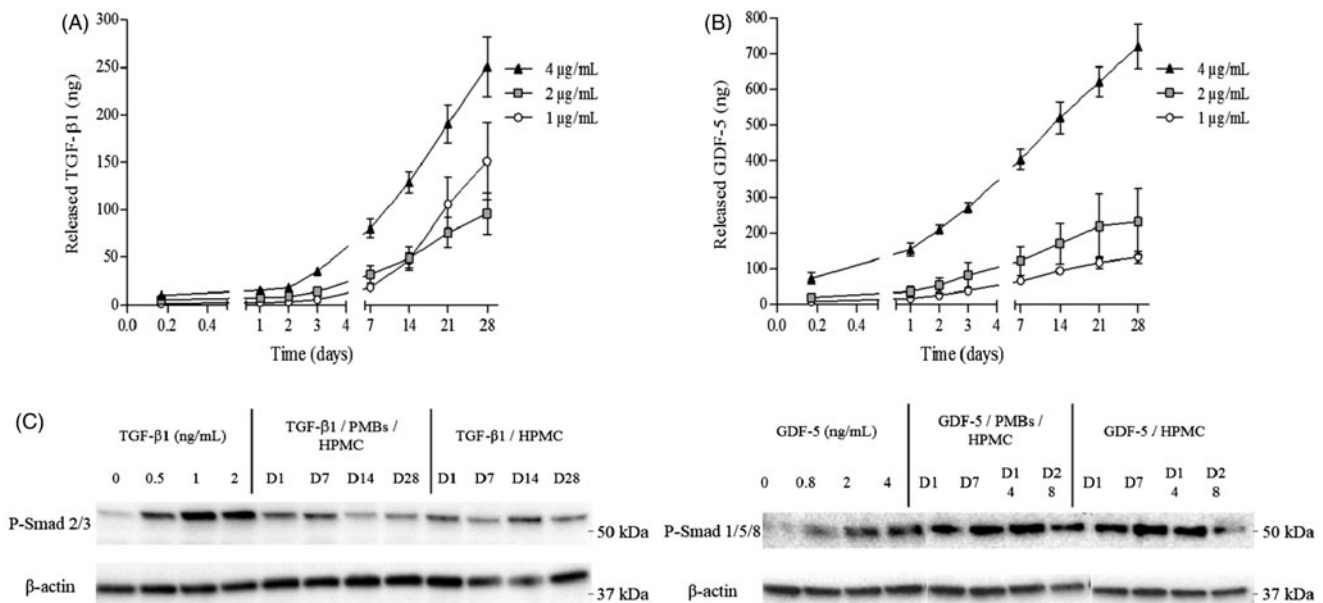 (A)
Released TGF-β1 (ng)
300
250
200
150
100
50
0
0.0 0.2 0.4 1 2 3 4 7 14 21 28
Time (days)
4 µg/mL
2 µg/mL
1 µg/mL
(B)
Released GDF-5 (ng)
800
700
600
500
400
300
200
100
0
0.0 0.2 0.4 1 2 3 4 7 14 21 28
Time (days)
4 µg/mL
2 µg/mL
1 µg/mL
(C)
TGF-β1 (ng/mL)
TGF-β1 / PMBs /
HPMC
TGF-β1 / HPMC
0 0.5 1 2 D1 D7 D14 D28 D1 D7 D14 D28
P-Smad 2/3
50 kDa
β-actin
37 kDa
GDF-5 (ng/mL)
GDF-5 / PMBs /
HPMC
GDF-5 / HPMC
0 0.8 2 4 D1 D7 D1 D2 D1 D7 D1 D2
4 8 4 8
P-Smad 1/5/8
50 kDa
β-actin
37 kDa